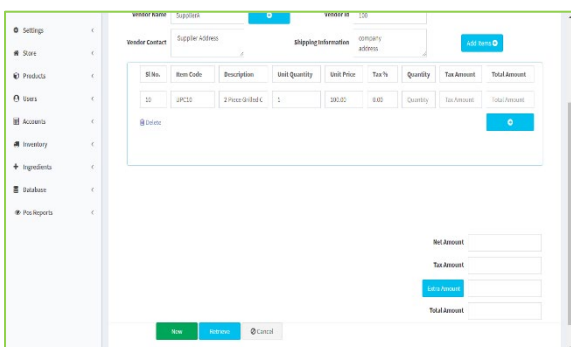 Vendor Name Supplier4 Vendor Id 100
Settings
Vendor Contact Supplier Address Shipping Information company address Add Items
Store
Products
Sl No. Item Code Description Unit Quantity Unit Price Tax % Quantity Tax Amount Total Amount
Users
10 2PC10 2 Piece Grilled C 1 100.00 0.00 Quantity Tax Amount Total Amount
Accounts
Delete
Inventory
Ingredients
Database
Pos Reports
Net Amount
Tax Amount
Extra Amount
Total Amount
New Retrieve Cancel